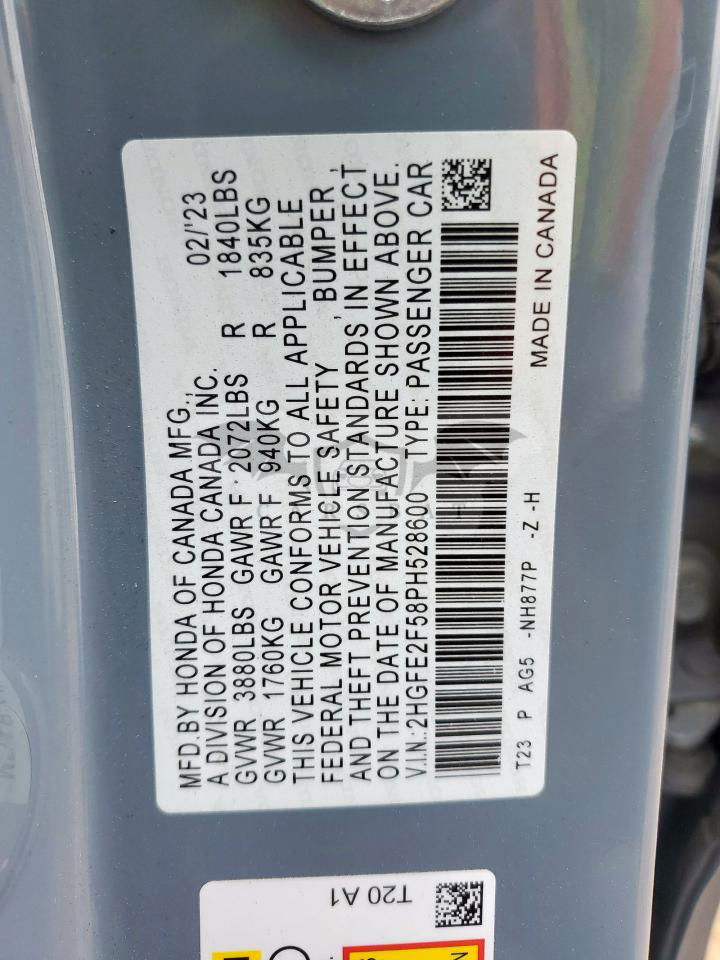 MFD.BY HONDA OF CANADA MFG.,
A DIVISION OF HONDA CANADA INC. 02/'23
GVWR 3880LBS GAWR F 2072LBS R 1840LBS
GVWR 1760KG GAWR F 940KG R 835KG
THIS VEHICLE CONFORMS TO ALL APPLICABLE
FEDERAL MOTOR VEHICLE SAFETY , BUMPER ,
AND THEFT PREVENTIONSTANDARDS IN EFFECT
ON THE DATE OF MANUFACTURE SHOWN ABOVE.
V.I.N.:2HGFE2F58PH528600 TYPE: PASSENGER CAR
T23 P AG5 -NH877P -Z -H
MADE IN CANADA
T20 A1